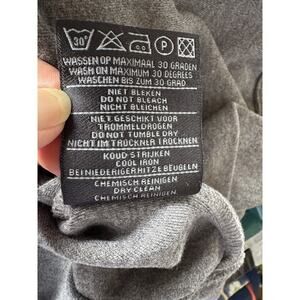 30° P
WASSEN OP MAXIMAAL 30 GRADEN
WASH ON MAXIMUM 30 DEGREES
WASCHEN BIS ZUM 30 GRAD
NIET BLEKEN
DO NOT BLEACH
NICHT BLEICHEN
NIET GESCHIKT VOOR
TROMMELDROGEN
DO NOT TUMBLE DRY
NICHT IM TROCKNER TROCKNEN
KOUD STRIJKEN
COOL IRON
BEI NIEDERIGER HITZE BEUGELN
CHEMISCH REINIGEN
DRY CLEAN
CHEMISCH REINIGEN